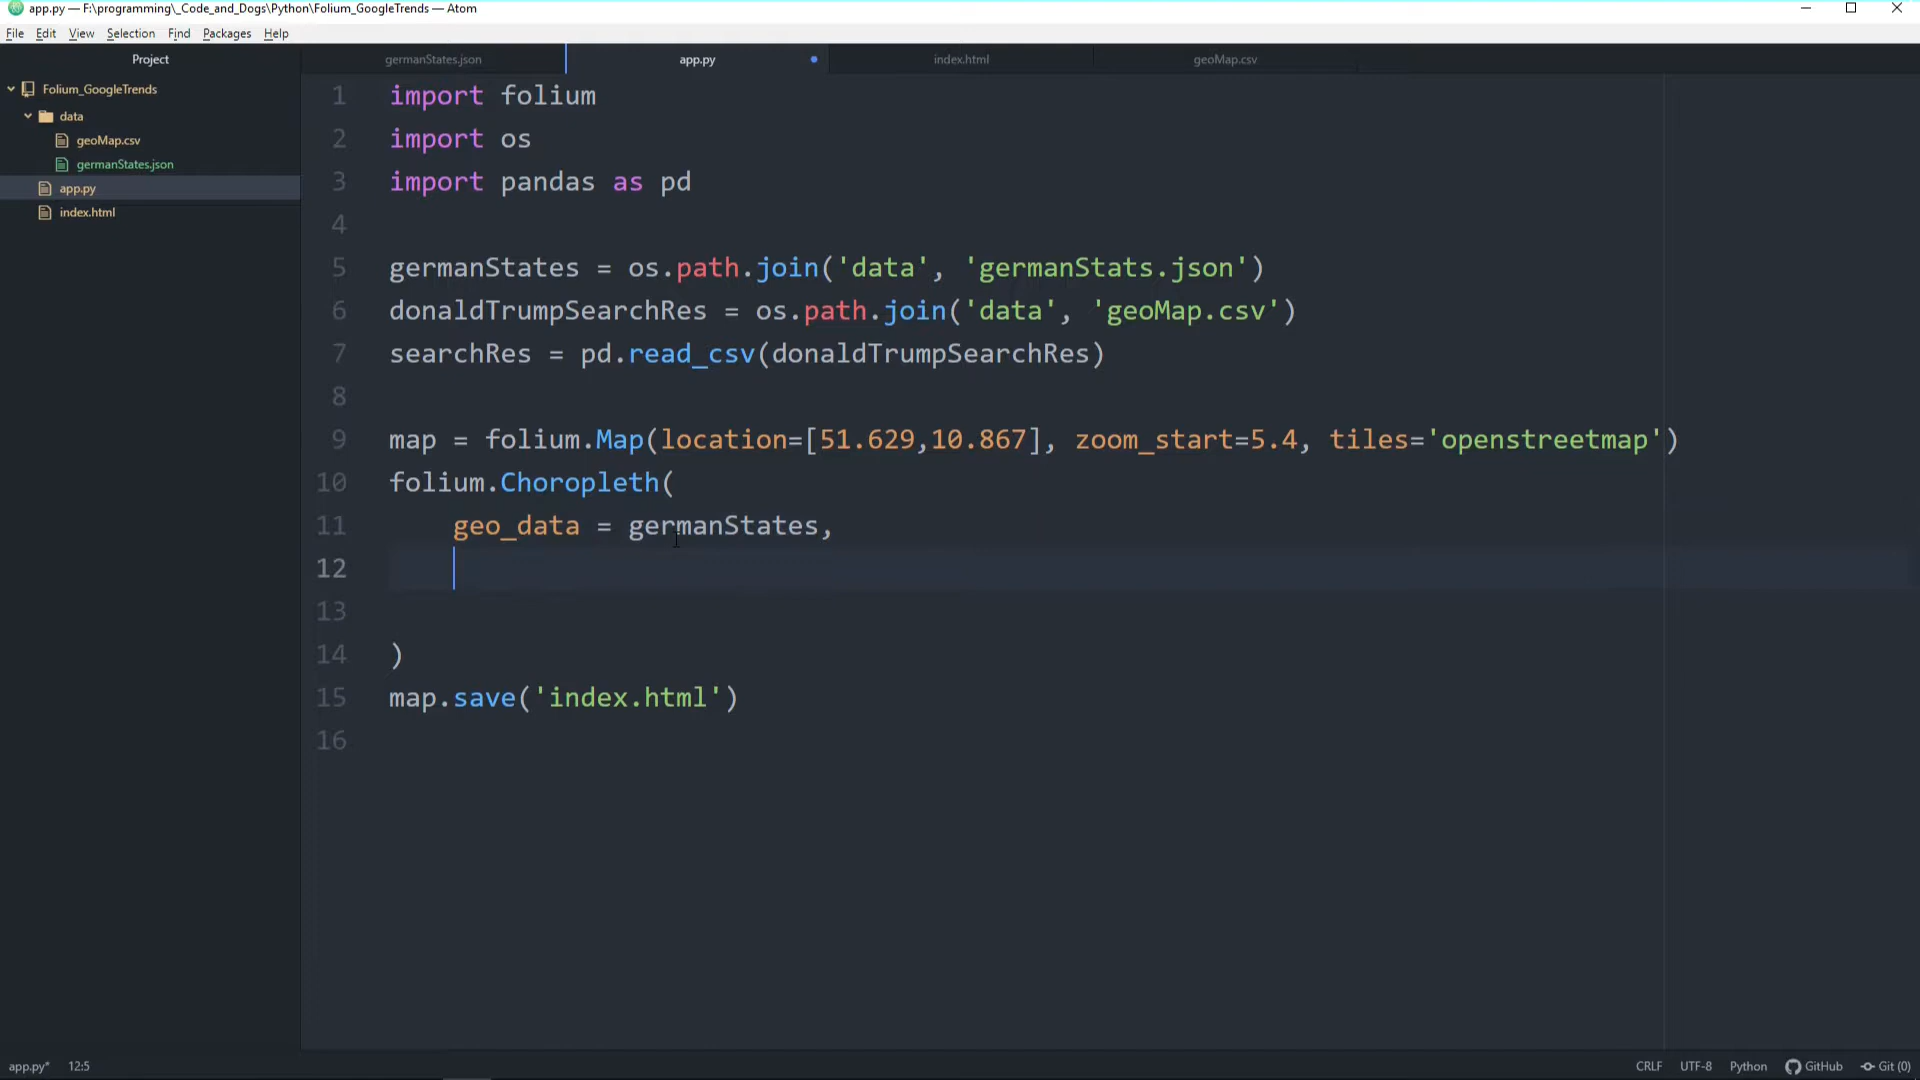 app.py — F:\programming\_Code_and_Dogs\Python\Folium_GoogleTrends — Atom
File Edit View Selection Find Packages Help
Project
germanStates.json
app.py
index.html
geoMap.csv
Folium_GoogleTrends
data
geoMap.csv
germanStates.json
app.py
index.html
1 import folium
2 import os
3 import pandas as pd
4
5 germanStates = os.path.join('data', 'germanStats.json')
6 donaldTrumpSearchRes = os.path.join('data', 'geoMap.csv')
7 searchRes = pd.read_csv(donaldTrumpSearchRes)
8
9 map = folium.Map(location=[51.629,10.867], zoom_start=5.4, tiles='openstreetmap')
10 folium.Choropleth(
11 geo_data = germanStates,
12
13
14 )
15 map.save('index.html')
16
app.py* 12:5
CRLF UTF-8 Python GitHub Git (0)